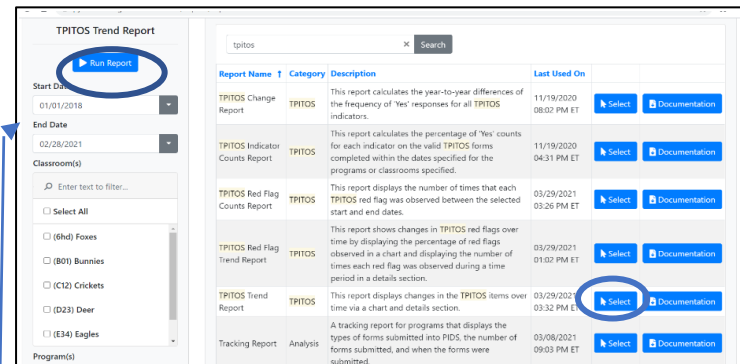 TPITOS Trend Report
Run Report
Start Dat
01/01/2018
End Date
02/28/2021
Classroom(s)
Enter text to filter...
Select All
(6hd) Foxes
(B01) Bunnies
(C12) Crickets
(D23) Deer
(E34) Eagles
Program(s)
tpitos × Search
Report Name ↑ Category Description Last Used On
TPITOS Change Report
TPITOS
This report calculates the year-to-year differences of
the frequency of 'Yes' responses for all TPITOS
indicators.
11/19/2020
08:02 PM ET
Select Documentation
TPITOS Indicator
Counts Report
TPITOS
This report calculates the percentage of 'Yes' counts
for each indicator on the valid TPITOS forms
completed within the dates specified for the
programs or classrooms specified.
11/19/2020
04:31 PM ET
Select Documentation
TPITOS Red Flag
Counts Report
TPITOS
This report displays the number of times that each
TPITOS red flag was observed between the selected
start and end dates.
03/29/2021
03:26 PM ET
Select Documentation
TPITOS Red Flag
Trend Report
TPITOS
This report shows changes in TPITOS red flags over
time by displaying the percentage of red flags
observed in a chart and displaying the number of
times each red flag was observed during a time
period in a details section.
03/29/2021
01:02 PM ET
Select Documentation
TPITOS Trend
Report
TPITOS
This report displays changes in the TPITOS items over
time via a chart and details section.
03/29/2021
03:32 PM ET
Select Documentation
Tracking Report
Analysis
A tracking report for programs that displays the
types of forms submitted into PIDS, the number of
forms submitted, and when the forms were
submitted.
03/08/2021
09:03 PM ET
Select Documentation